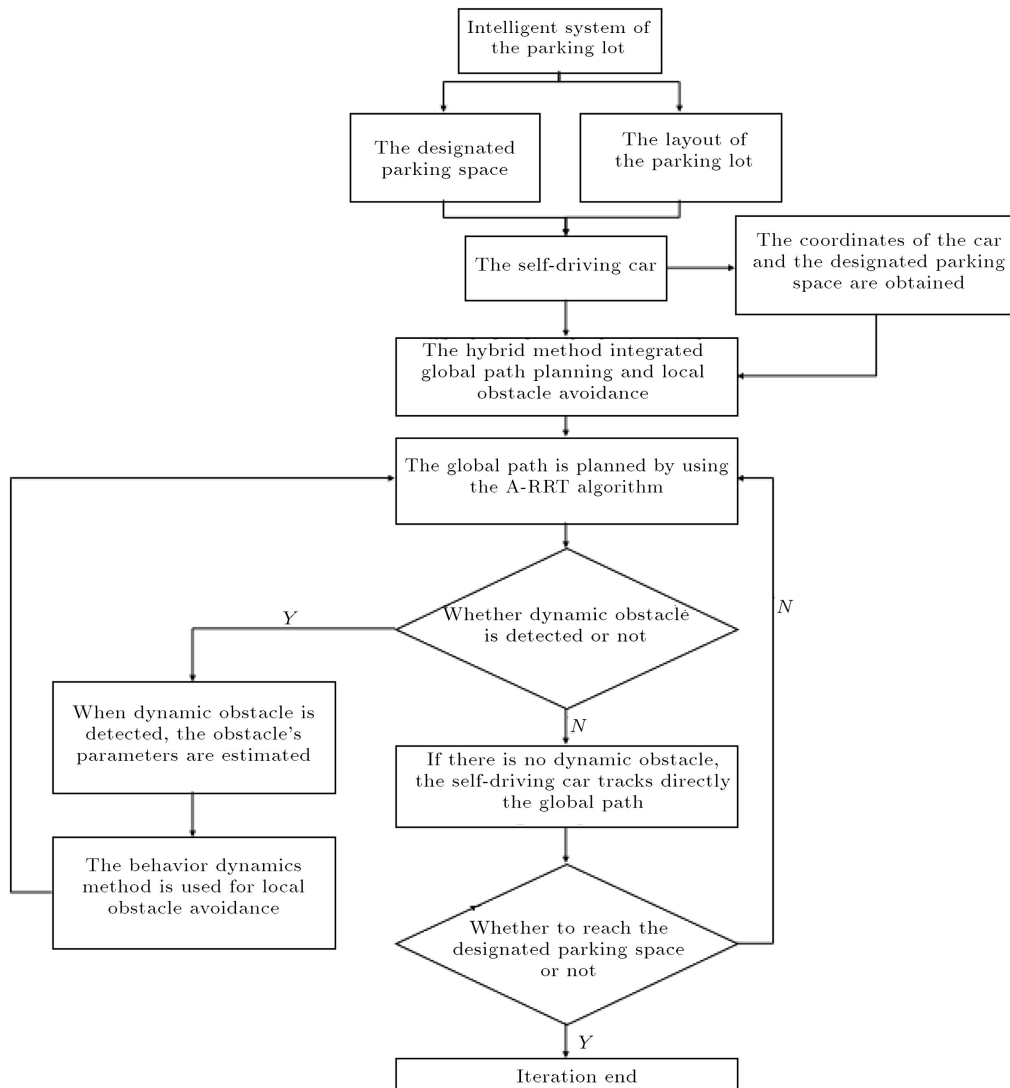 Intelligent system of
the parking lot
The designated
parking space
The layout of
the parking lot
The self-driving car
The coordinates of the car
and the designated parking
space are obtained
The hybrid method integrated
global path planning and local
obstacle avoidance
The global path is planned by using
the A-RRT algorithm
Whether dynamic obstacle
is detected or not
Y
N
N
When dynamic obstacle is
detected, the obstacle's
parameters are estimated
If there is no dynamic obstacle,
the self-driving car tracks directly
the global path
The behavior dynamics
method is used for local
obstacle avoidance
Whether to reach the
designated parking space
or not
Y
Iteration end